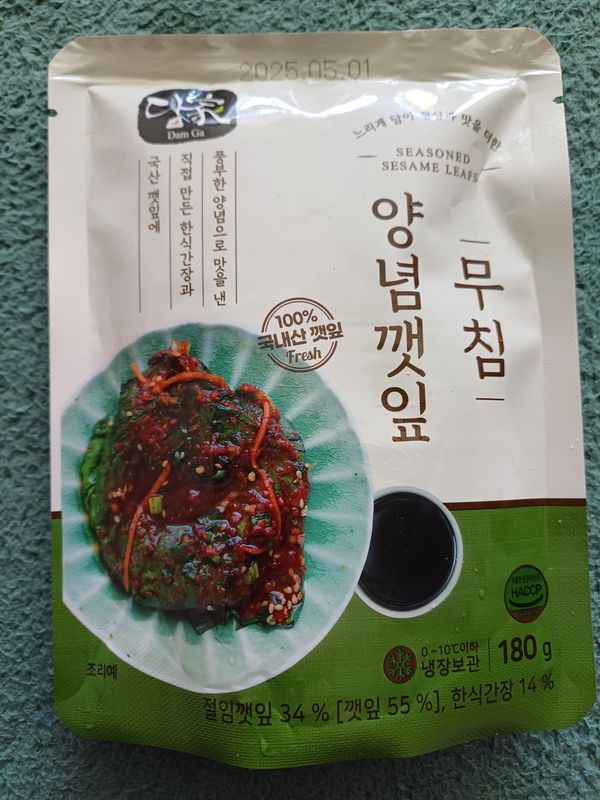 2025.05.01
담家
Dam Ga
느리게 담아 정성과 맛을 더한
SEASONED
SESAME LEAFS
무침
양념깻잎
풍부한 양념으로 맛을 낸
직접 만든 한식간장과
국산 깻잎에
100%
국내산 깻잎
Fresh
HACCP
0~10℃이하
냉장보관
180 g
조리예
절임깻잎 34 % [깻잎 55 %], 한식간장 14 %